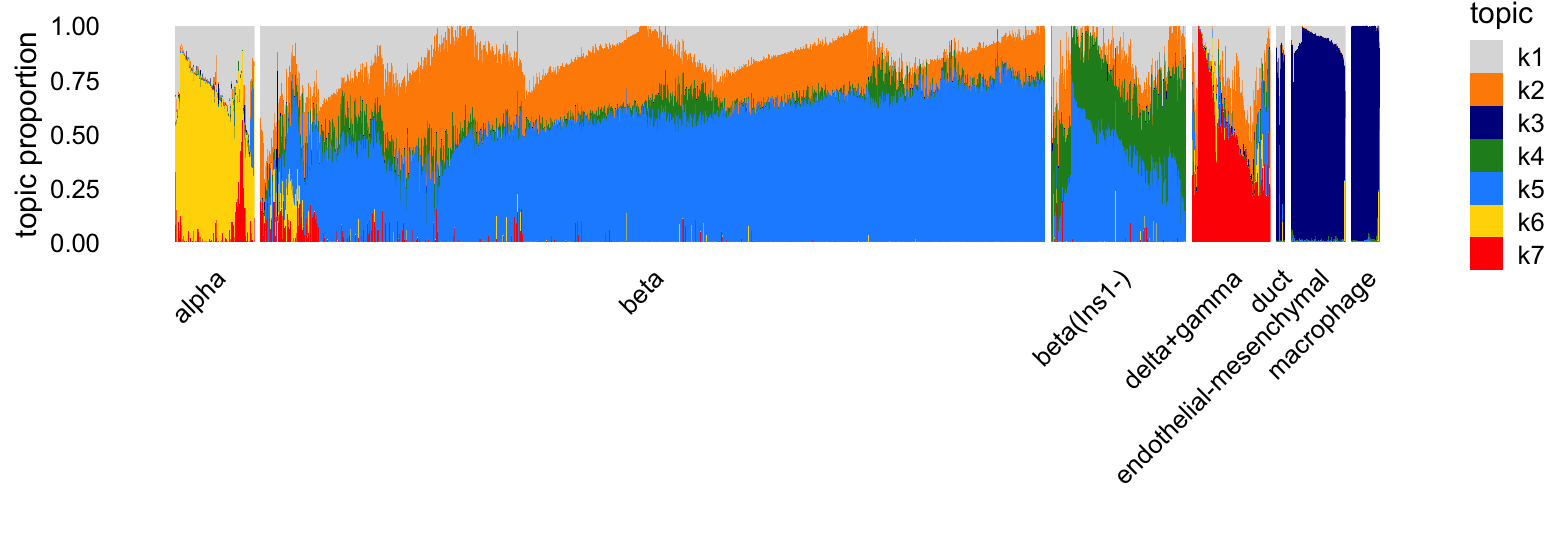 topic proportion
1.00
0.75
0.50
0.25
0.00
alpha
beta
beta(Ins1-)
delta+gamma
duct
endothelial-mesenchymal
macrophage
topic
k1
k2
k3
k4
k5
k6
k7